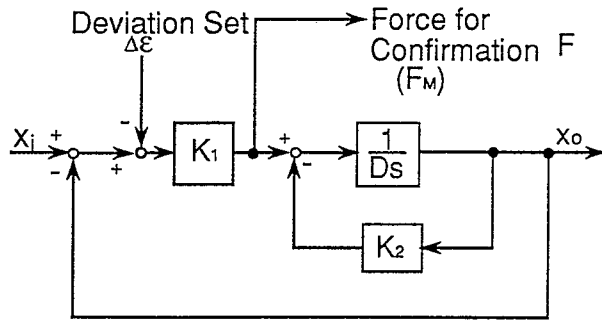 Deviation Set
Δε
Force for
Confirmation F
(FM)
Xi
+
-
-
+
K1
+
-
1
Ds
Xo
K2